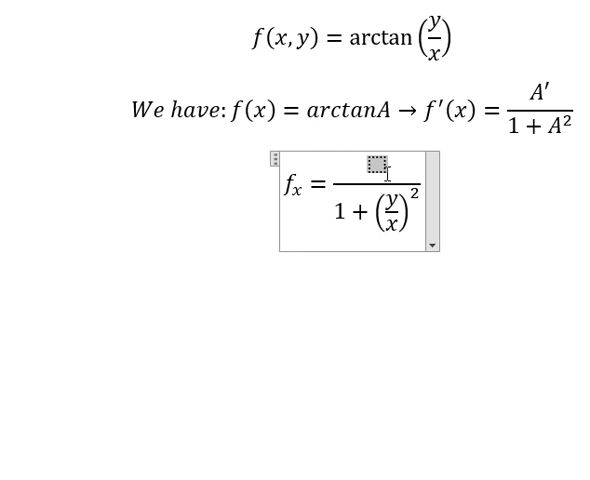 f(x, y) = arctan (y/x)
We have: f(x) = arctanA → f′(x) = A′/(1 + A²)
fₓ = ⬚/(1 + (y/x)²)